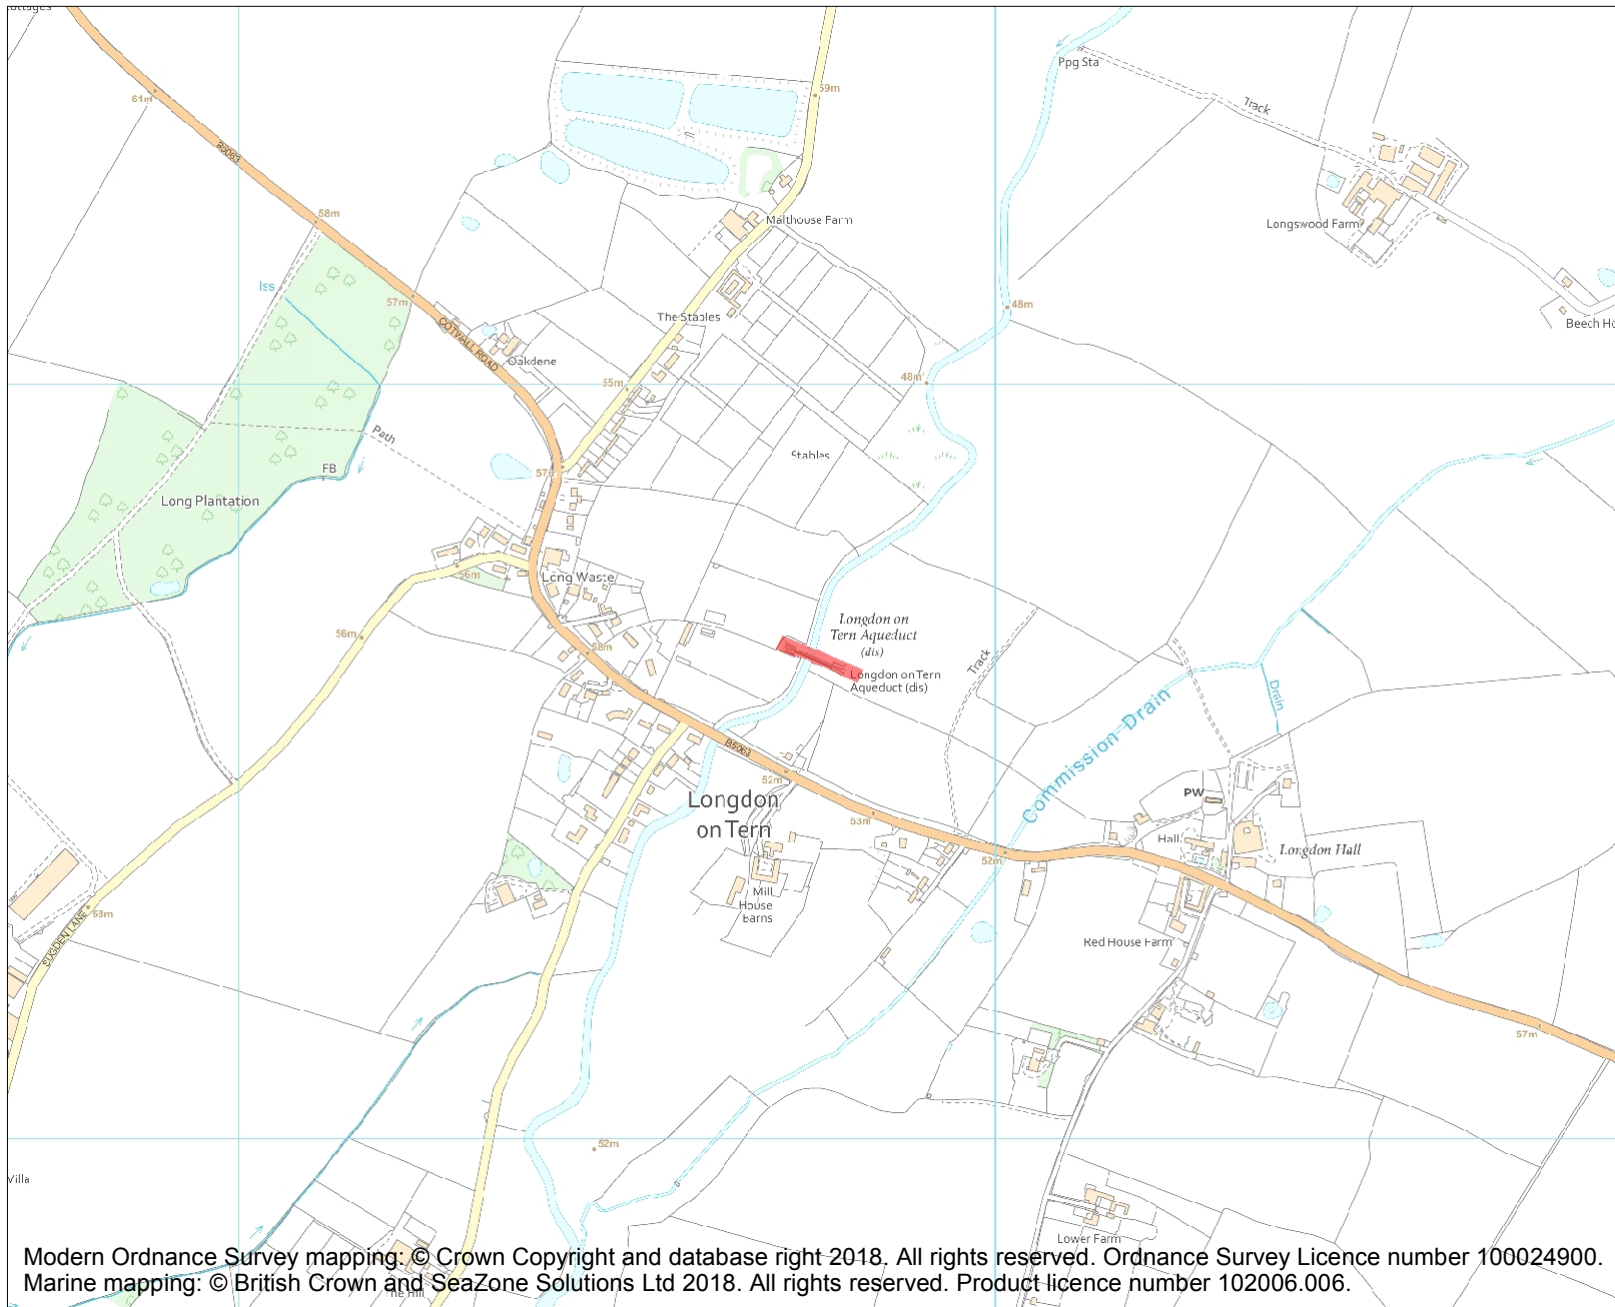 ottages
61m
59m
Ppg Sta
Track
B5063
58m
Malthouse Farm
Longswood Farm
Iss
57m
48m
The Stables
Beech Ho
COTWALL ROAD
Oakdene
55m
48m
Path
Stables
57m
FB
Long Plantation
56m
Long Waste
Longdon on
Tern Aqueduct
(dis)
56m
58m
Longdon on Tern
Aqueduct (dis)
Track
Commission Drain
Drain
B5063
52m
Longdon
on Tern
PW
53m
Hall
Longdon Hall
52m
Mill
House
Barns
58m
SUGDEN LANE
Red House Farm
57m
52m
Villa
Lower Farm
The Hill
Modern Ordnance Survey mapping: © Crown Copyright and database right 2018. All rights reserved. Ordnance Survey Licence number 100024900.
Marine mapping: © British Crown and SeaZone Solutions Ltd 2018. All rights reserved. Product licence number 102006.006.